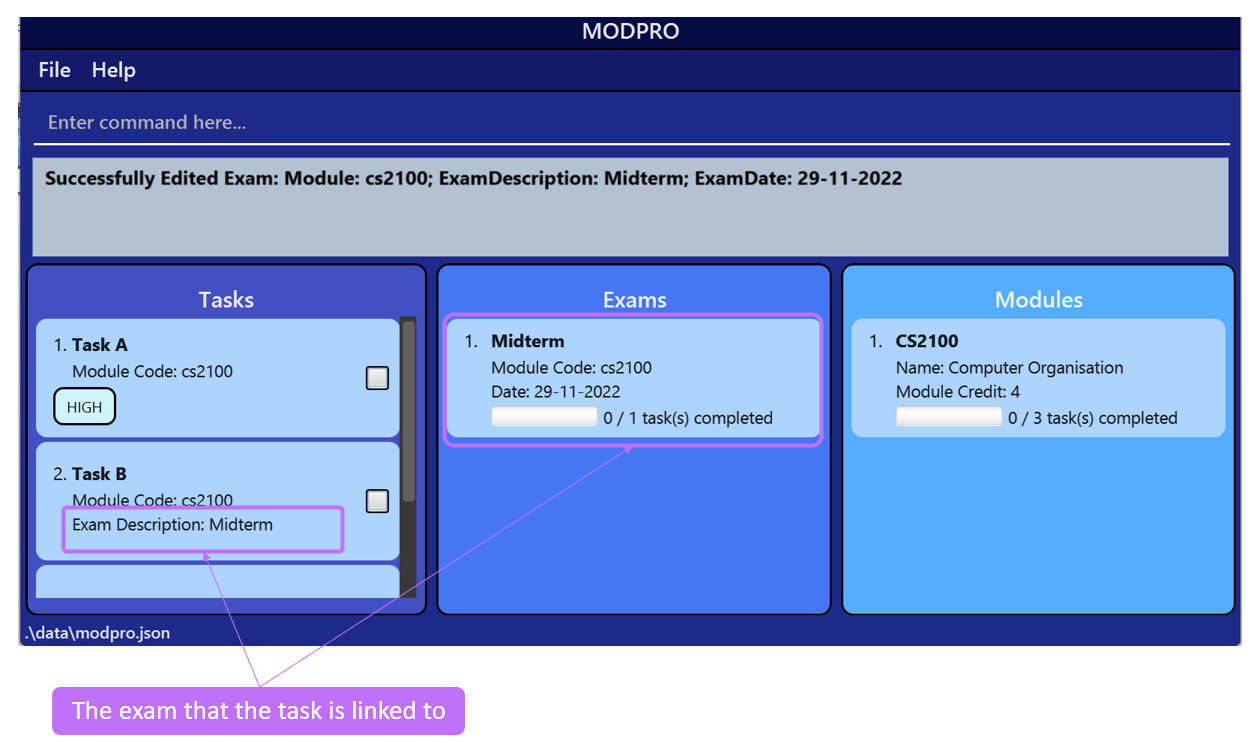 MODPRO
File Help
Enter command here...
Successfully Edited Exam: Module: cs2100; ExamDescription: Midterm; ExamDate: 29-11-2022
Tasks
1. Task A
Module Code: cs2100
HIGH
2. Task B
Module Code: cs2100
Exam Description: Midterm
Exams
1. Midterm
Module Code: cs2100
Date: 29-11-2022
0 / 1 task(s) completed
Modules
1. CS2100
Name: Computer Organisation
Module Credit: 4
0 / 3 task(s) completed
.\data\modpro.json
The exam that the task is linked to